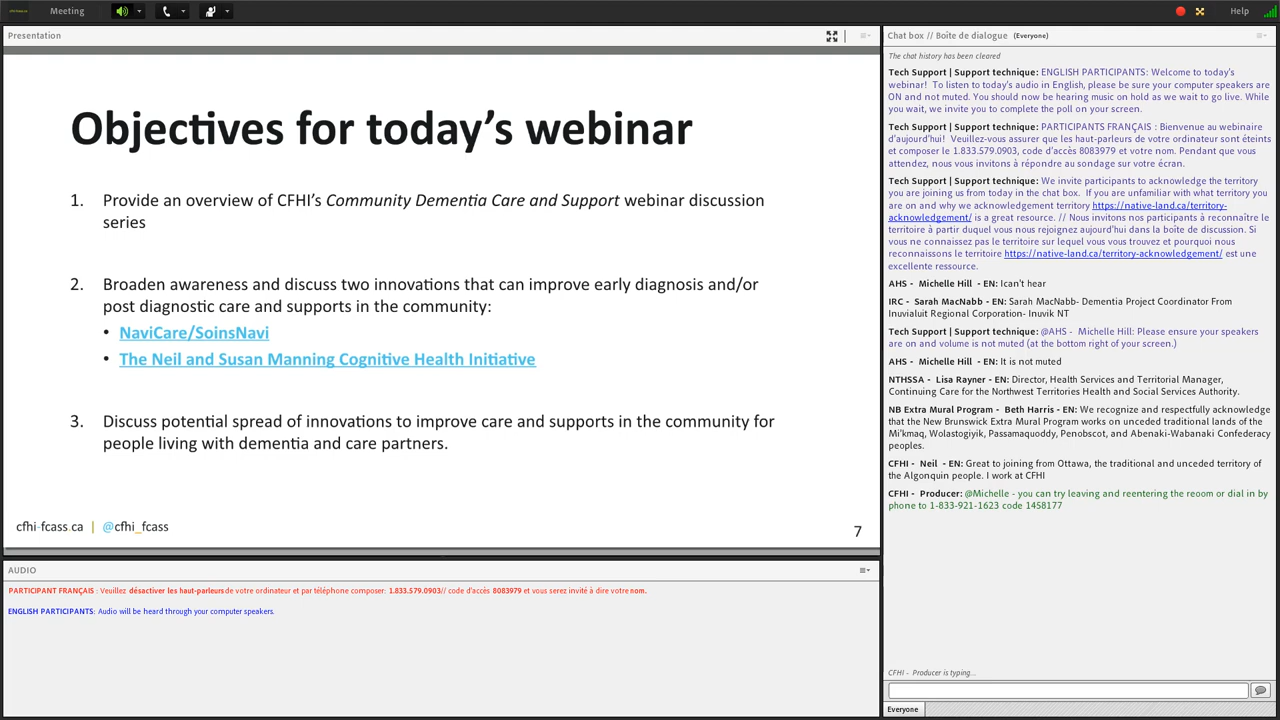 Meeting
Help
Presentation
Objectives for today's webinar
1. Provide an overview of CFHI's Community Dementia Care and Support webinar discussion
series
2. Broaden awareness and discuss two innovations that can improve early diagnosis and/or
post diagnostic care and supports in the community:
• NaviCare/SoinsNavi
• The Neil and Susan Manning Cognitive Health Initiative
3. Discuss potential spread of innovations to improve care and supports in the community for
people living with dementia and care partners.
cfhi-fcass.ca | @cfhi_fcass
7
AUDIO
PARTICIPANT FRANÇAIS : Veuillez désactiver les haut-parleurs de votre ordinateur et par téléphone composer: 1.833.579.0903// code d'accès 8083979 et vous serez invité à dire votre nom.
ENGLISH PARTICIPANTS: Audio will be heard through your computer speakers.
Chat box // Boîte de dialogue (Everyone)
The chat history has been cleared
Tech Support | Support technique: ENGLISH PARTICIPANTS: Welcome to today's
webinar! To listen to today's audio in English, please be sure your computer speakers are
ON and not muted. You should now be hearing music on hold as we wait to go live. While
you wait, we invite you to complete the poll on your screen.
Tech Support | Support technique: PARTICIPANTS FRANÇAIS : Bienvenue au webinaire
d'aujourd'hui! Veuillez-vous assurer que les haut-parleurs de votre ordinateur sont éteints
et composer le 1.833.579.0903, code d'accès 8083979 et votre nom. Pendant que vous
attendez, nous vous invitons à répondre au sondage sur votre écran.
Tech Support | Support technique: We invite participants to acknowledge the territory
you are joining us from today in the chat box. If you are unfamiliar with what territory you
are on and why we acknowledgement territory https://native-land.ca/territory-
acknowledgement/ is a great resource. // Nous invitons nos participants à reconnaître le
territoire à partir duquel vous nous rejoignez aujourd'hui dans la boîte de discussion. Si
vous ne connaissez pas le territoire sur lequel vous vous trouvez et pourquoi nous
reconnaissons le territoire https://native-land.ca/territory-acknowledgement/ est une
excellente ressource.
AHS - Michelle Hill - EN: Ican't hear
IRC - Sarah MacNabb - EN: Sarah MacNabb- Dementia Project Coordinator From
Inuvialuit Regional Corporation- Inuvik NT
Tech Support | Support technique: @AHS - Michelle Hill: Please ensure your speakers
are on and volume is not muted (at the bottom right of your screen.)
AHS - Michelle Hill - EN: It is not muted
NTHSSA - Lisa Rayner - EN: Director, Health Services and Territorial Manager,
Continuing Care for the Northwest Territories Health and Social Services Authority.
NB Extra Mural Program - Beth Harris - EN: We recognize and respectfully acknowledge
that the New Brunswick Extra Mural Program works on unceded traditional lands of the
Mi'kmaq, Wolastogiyik, Passamaquoddy, Penobscot, and Abenaki-Wabanaki Confederacy
peoples.
CFHI - Neil - EN: Great to joining from Ottawa, the traditional and unceded territory of
the Algonquin people. I work at CFHI
CFHI - Producer: @Michelle - you can try leaving and reentering the reoom or dial in by
phone to 1-833-921-1623 code 1458177
CFHI - Producer is typing...
Everyone